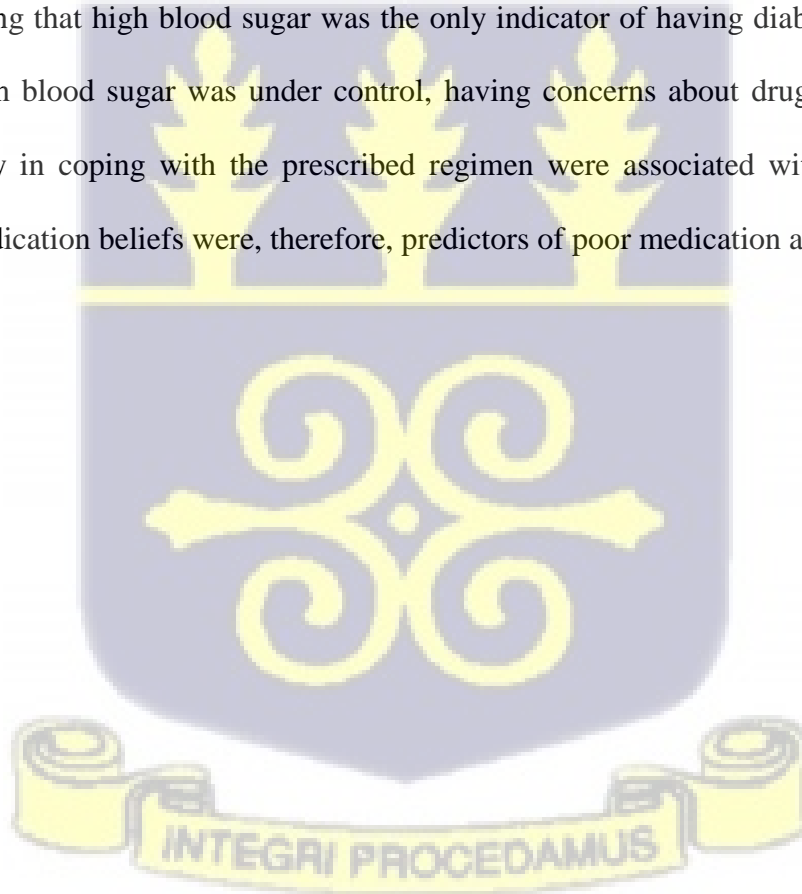 ng that high blood sugar was the only indicator of having diab
n blood sugar was under control, having concerns about drug
y in coping with the prescribed regimen were associated wit
dication beliefs were, therefore, predictors of poor medication a
INTEGRI PROCEDAMUS